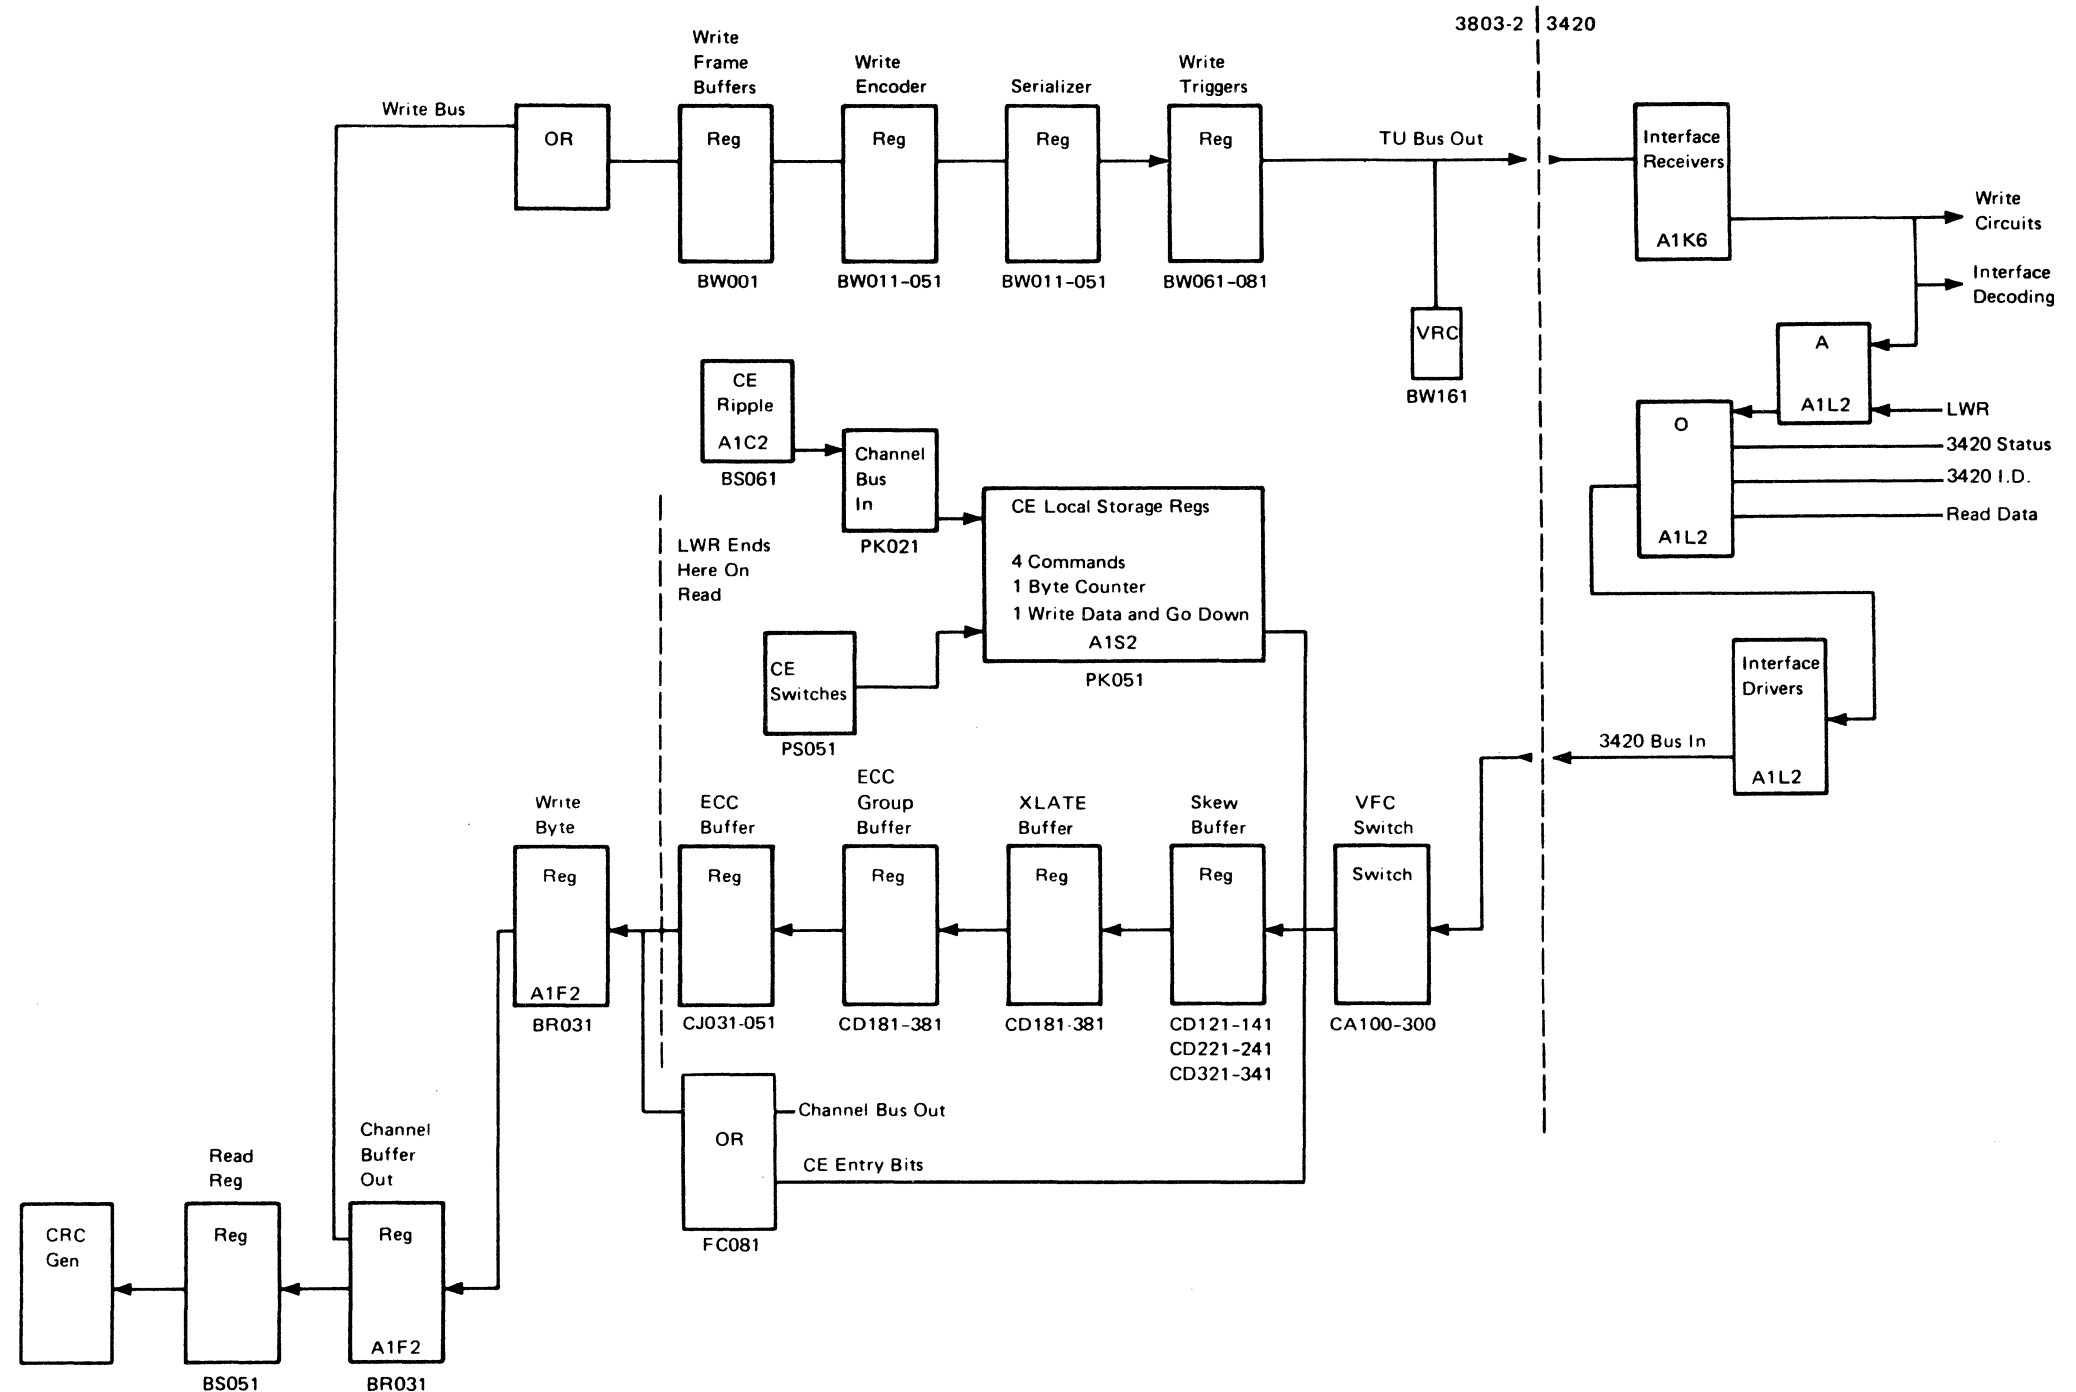 3803-2 3420
Write
Frame
Buffers
Write
Encoder
Serializer
Write
Triggers
Write Bus
OR
Reg
Reg
Reg
Reg
TU Bus Out
Interface
Receivers
A1K6
BW001
BW011-051
BW011-051
BW061-081
VRC
BW161
Write
Circuits
Interface
Decoding
A
A1L2
LWR
O
3420 Status
3420 I.D.
Read Data
A1L2
CE
Ripple
A1C2
BS061
Channel
Bus
In
PK021
CE Local Storage Regs
4 Commands
1 Byte Counter
1 Write Data and Go Down
A1S2
PK051
LWR Ends
Here On
Read
CE
Switches
PS051
Interface
Drivers
A1L2
3420 Bus In
Write
Byte
Reg
A1F2
BR031
ECC
Buffer
Reg
CJ031-051
ECC
Group
Buffer
Reg
CD181-381
XLATE
Buffer
Reg
CD181-381
Skew
Buffer
Reg
CD121-141
CD221-241
CD321-341
VFC
Switch
Switch
CA100-300
OR
Channel Bus Out
CE Entry Bits
FC081
CRC
Gen
Read
Reg
Reg
BS051
Channel
Buffer
Out
Reg
A1F2
BR031